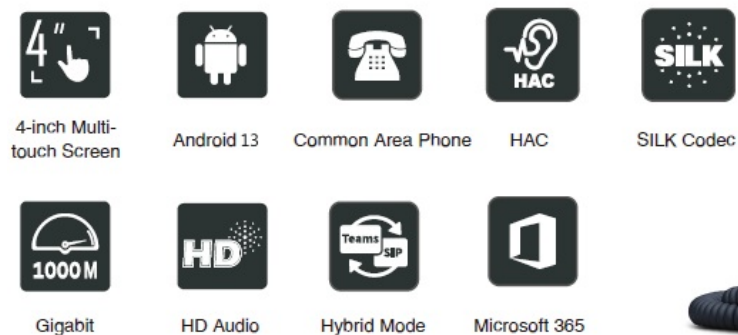 4"
HAC
SILK
4-inch Multi-
touch Screen
Android 13
Common Area Phone
HAC
SILK Codec
1000M
HD
Teams
SIP
Gigabit
HD Audio
Hybrid Mode
Microsoft 365